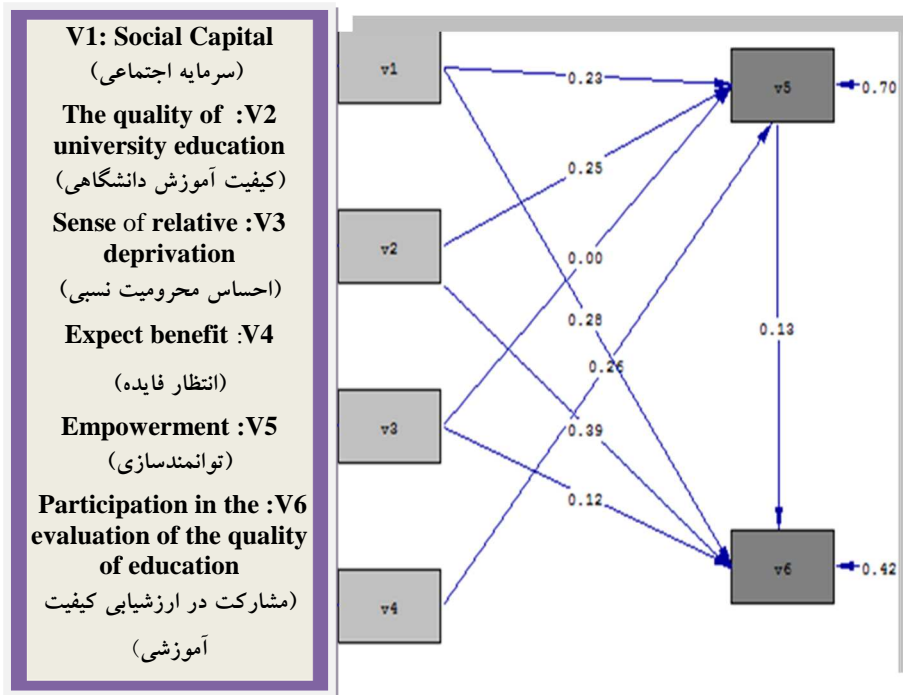 V1: Social Capital
(سرمایه اجتماعی)
The quality of :V2
university education
(کیفیت آموزش دانشگاهی)
Sense of relative :V3
deprivation
(احساس محرومیت نسبی)
Expect benefit :V4
(انتظار فایده)
Empowerment :V5
(توانمندسازی)
Participation in the :V6
evaluation of the quality
of education
(مشارکت در ارزشیابی کیفیت
آموزشی)
v1
v2
v3
v4
v5
v6
0.23
0.25
0.00
0.28
0.26
0.39
0.12
0.13
0.70
0.42